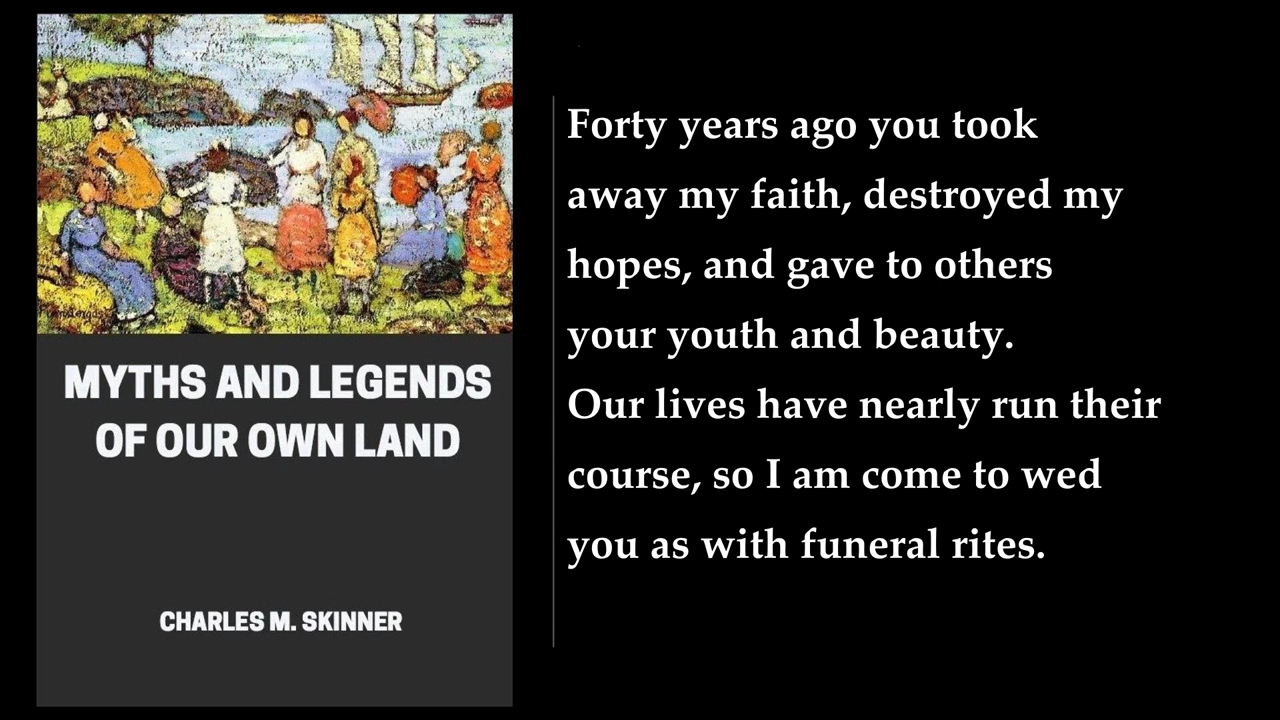 MYTHS AND LEGENDS
OF OUR OWN LAND
CHARLES M. SKINNER
Forty years ago you took
away my faith, destroyed my
hopes, and gave to others
your youth and beauty.
Our lives have nearly run their
course, so I am come to wed
you as with funeral rites.